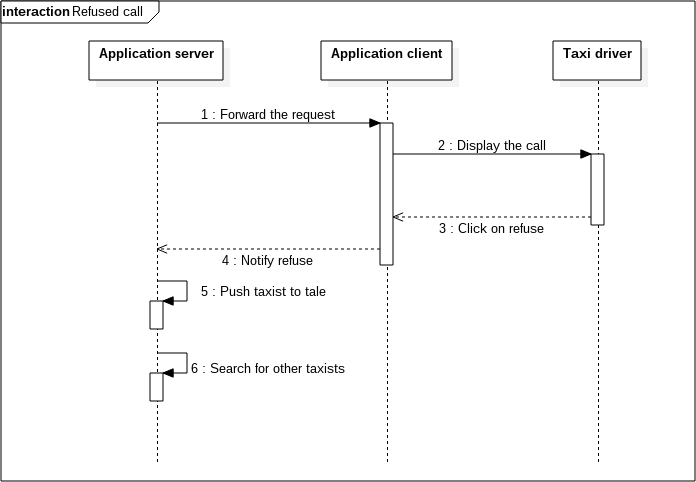 interaction Refused call
Application server
Application client
Taxi driver
1 : Forward the request
2 : Display the call
3 : Click on refuse
4 : Notify refuse
5 : Push taxist to tale
6 : Search for other taxists